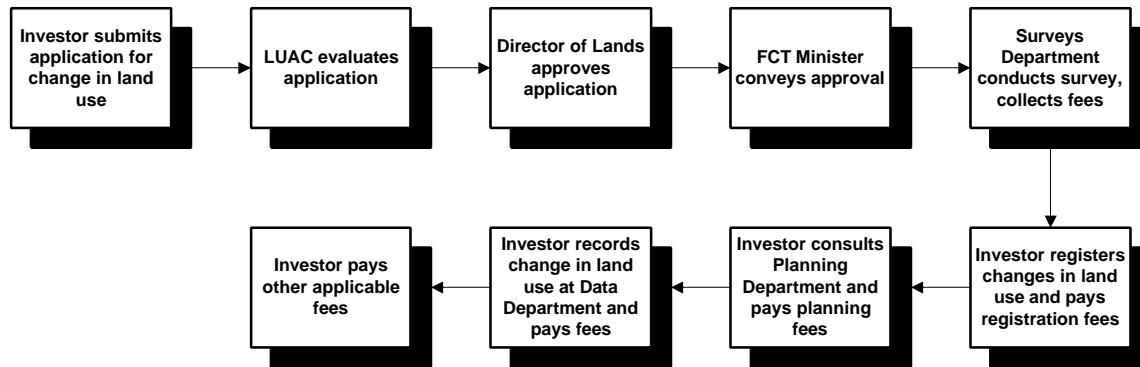 Investor submits
application for
change in land
use
LUAC evaluates
application
Director of Lands
approves
application
FCT Minister
conveys approval
Surveys
Department
conducts survey,
collects fees
Investor registers
changes in land
use and pays
registration fees
Investor consults
Planning
Department and
pays planning
fees
Investor records
change in land
use at Data
Department and
pays fees
Investor pays
other applicable
fees